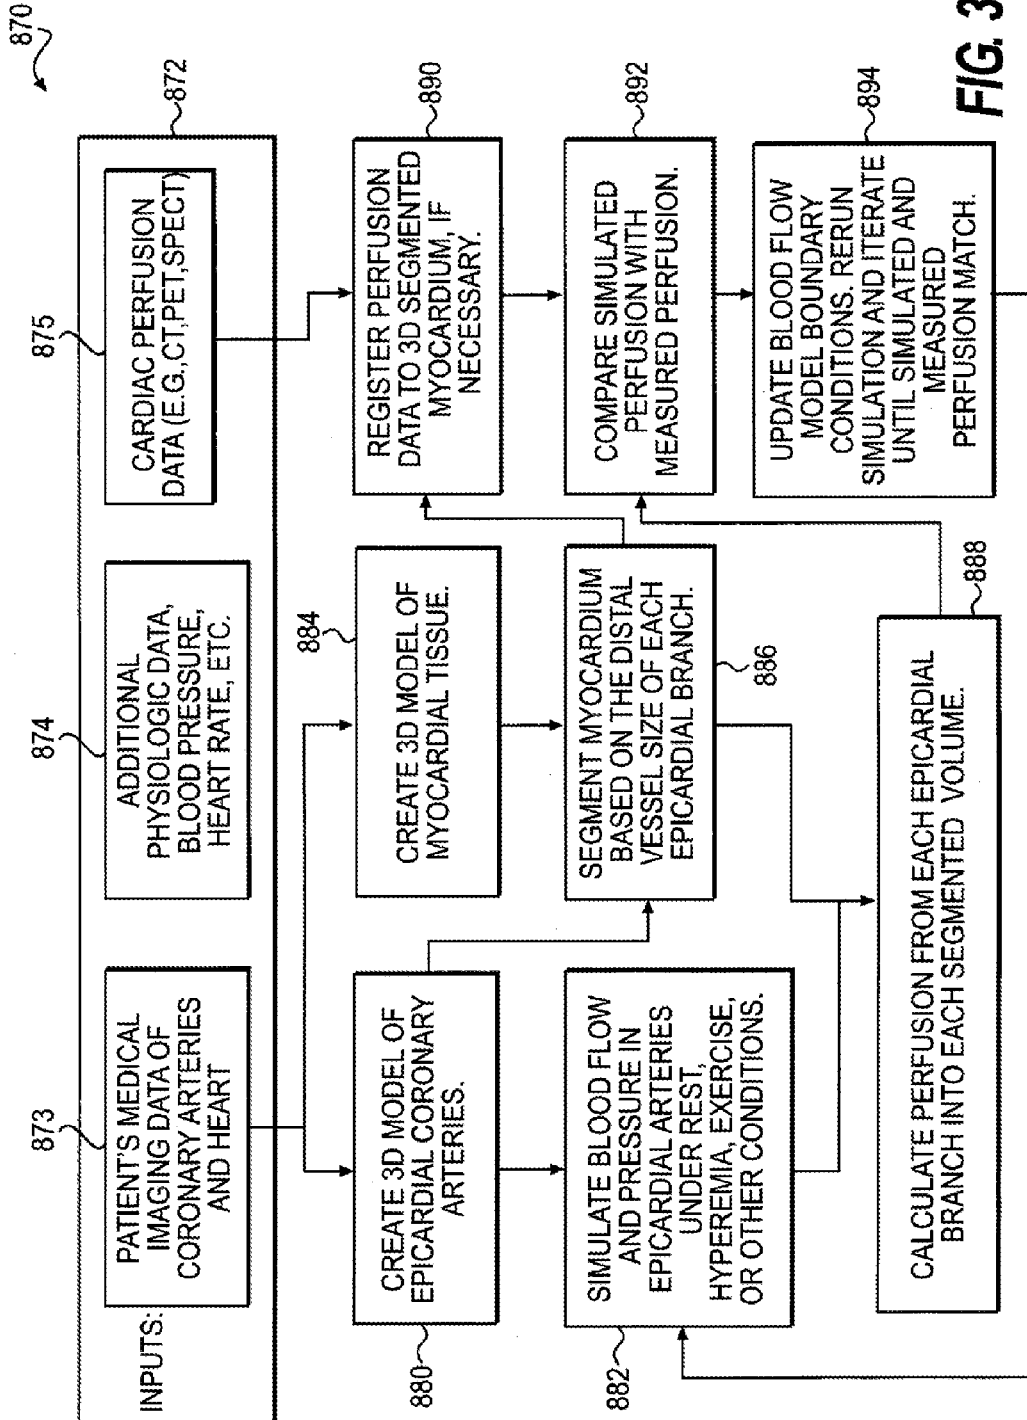 870
872
INPUTS:
873
PATIENT'S MEDICAL
IMAGING DATA OF
CORONARY ARTERIES
AND HEART
874
ADDITIONAL
PHYSIOLOGIC DATA,
BLOOD PRESSURE,
HEART RATE, ETC.
875
CARDIAC PERFUSION
DATA (E.G.,CT,PET,SPECT)
880
CREATE 3D MODEL OF
EPICARDIAL CORONARY
ARTERIES.
884
CREATE 3D MODEL OF
MYOCARDIAL TISSUE.
890
REGISTER PERFUSION
DATA TO 3D SEGMENTED
MYOCARDIUM, IF
NECESSARY.
882
SIMULATE BLOOD FLOW
AND PRESSURE IN
EPICARDIAL ARTERIES
UNDER REST,
HYPEREMIA, EXERCISE,
OR OTHER CONDITIONS.
886
SEGMENT MYOCARDIUM
BASED ON THE DISTAL
VESSEL SIZE OF EACH
EPICARDIAL BRANCH.
892
COMPARE SIMULATED
PERFUSION WITH
MEASURED PERFUSION.
888
CALCULATE PERFUSION FROM EACH EPICARDIAL
BRANCH INTO EACH SEGMENTED VOLUME.
894
UPDATE BLOOD FLOW
MODEL BOUNDARY
CONDITIONS. RERUN
SIMULATION AND ITERATE
UNTIL SIMULATED AND
MEASURED
PERFUSION MATCH.
FIG. 3